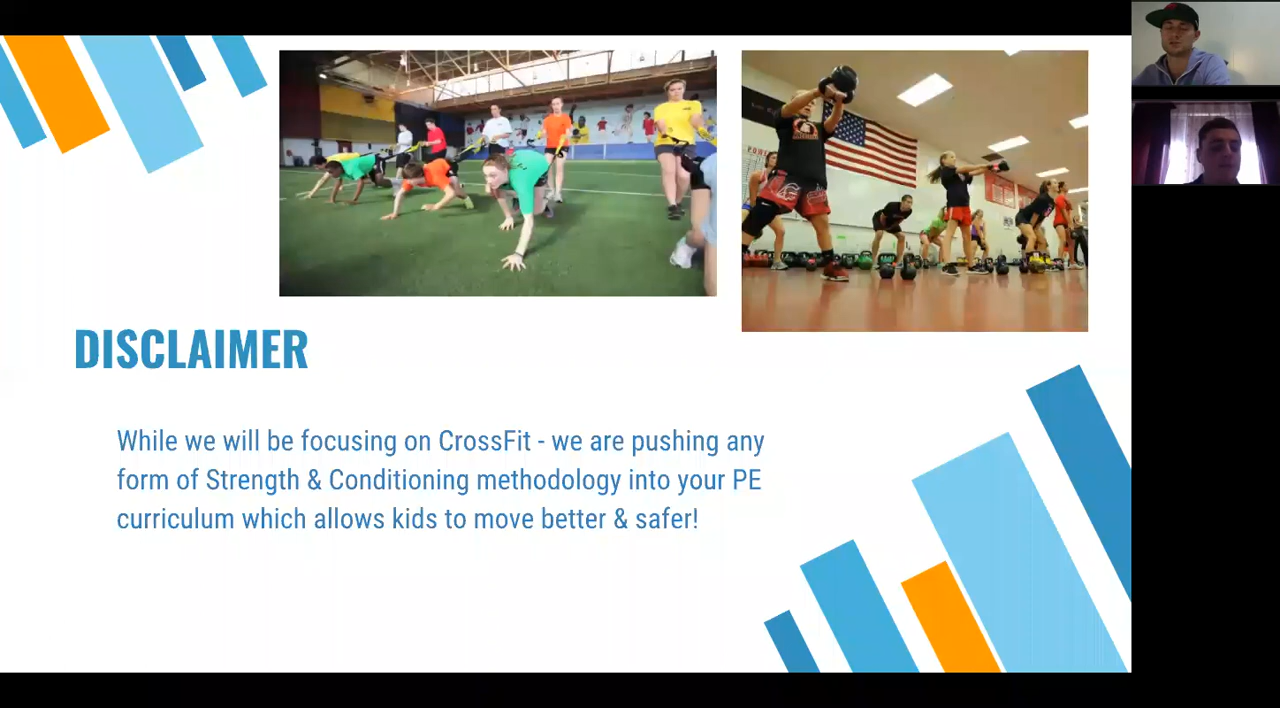 DISCLAIMER
While we will be focusing on CrossFit - we are pushing any
form of Strength & Conditioning methodology into your PE
curriculum which allows kids to move better & safer!